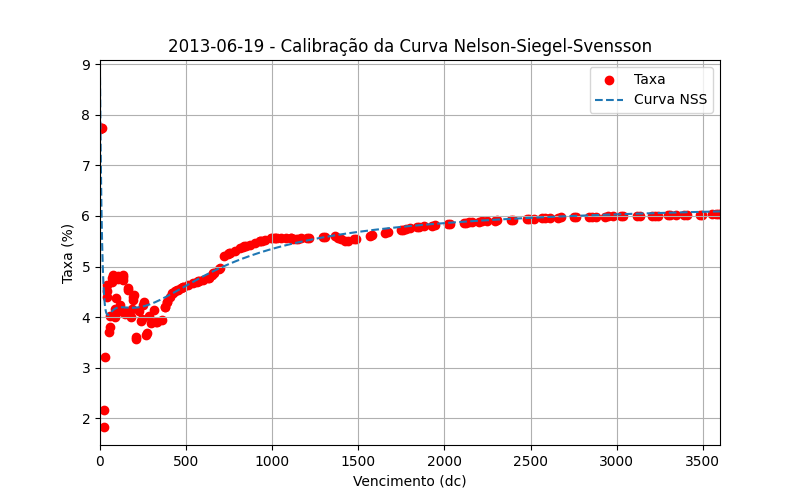 2013-06-19 - Calibração da Curva Nelson-Siegel-Svensson
Taxa
Curva NSS
Taxa (%)
9
8
7
6
5
4
3
2
0 500 1000 1500 2000 2500 3000 3500
Vencimento (dc)